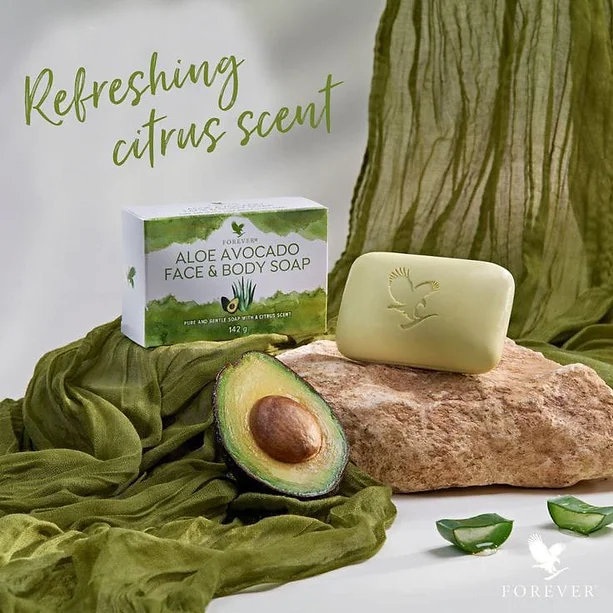 Refreshing
citrus scent
FOREVER®
ALOE AVOCADO
FACE & BODY SOAP
PURE AND GENTLE SOAP WITH A CITRUS SCENT
142 g
FOREVER